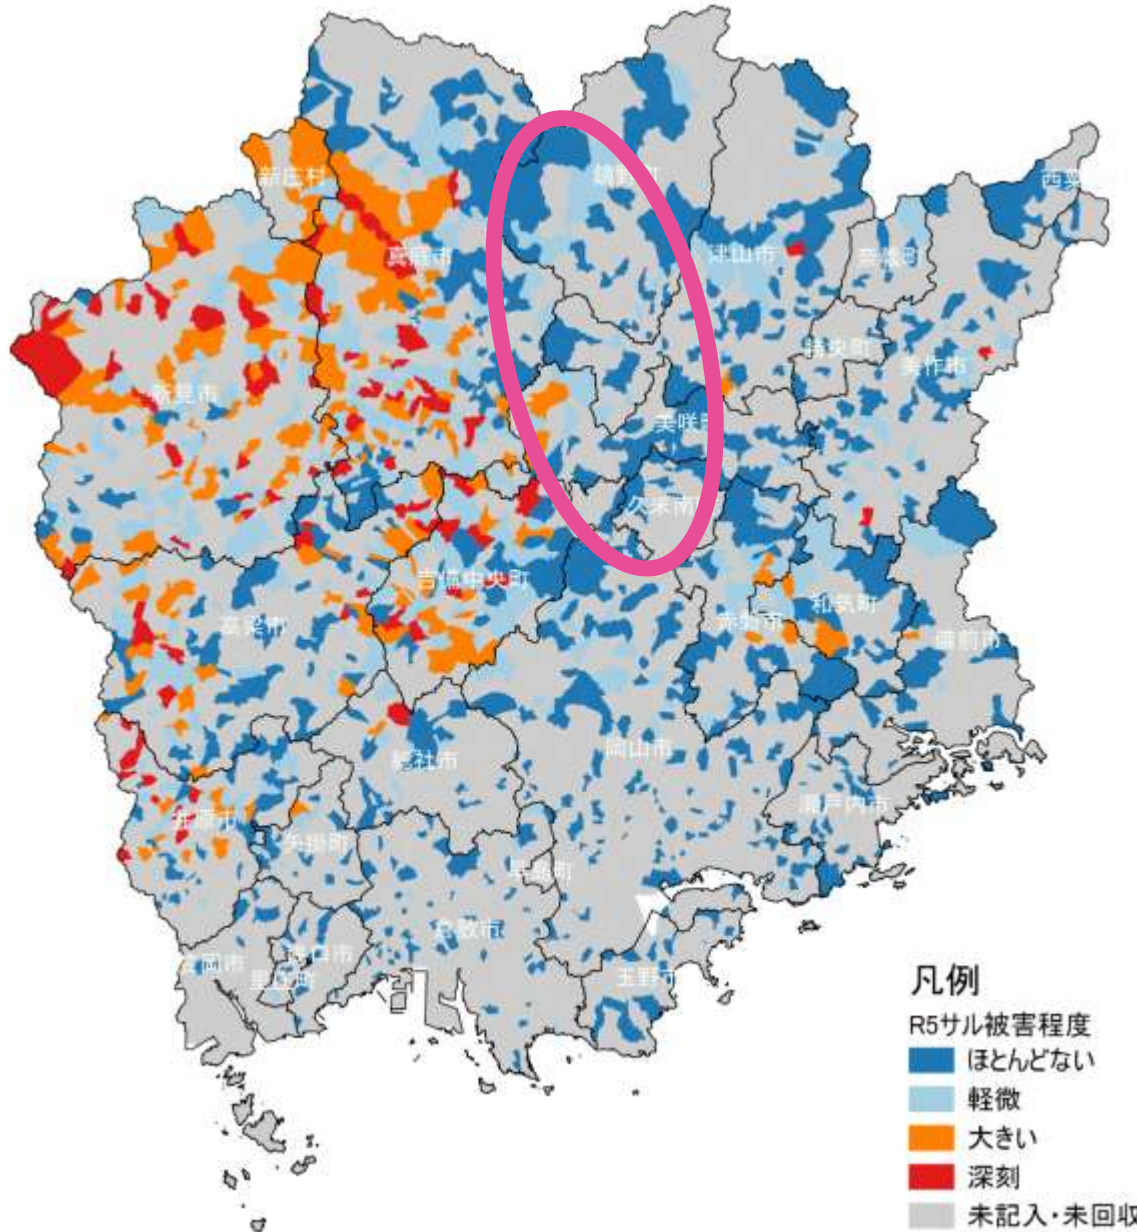 新庄村
鏡野町
西粟
真庭市
津山市
奈義町
勝央町
美作市
新見市
美咲町
久米南
吉備中央町
和気町
高梁市
赤磐市
備前市
岡山市
総社市
瀬戸内市
井原市
矢掛町
早島町
倉敷市
笠岡市
浅口市
里庄町
玉野市
凡例
R5サル被害程度
ほとんどない
軽微
大きい
深刻
未記入・未回収